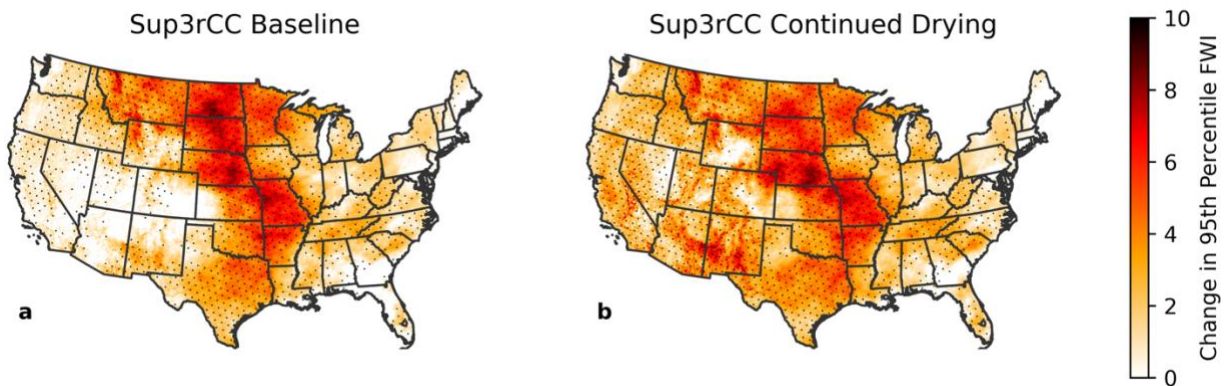 Sup3rCC Baseline
Sup3rCC Continued Drying
a
b
10
8
6
4
2
0
Change in 95th Percentile FWI